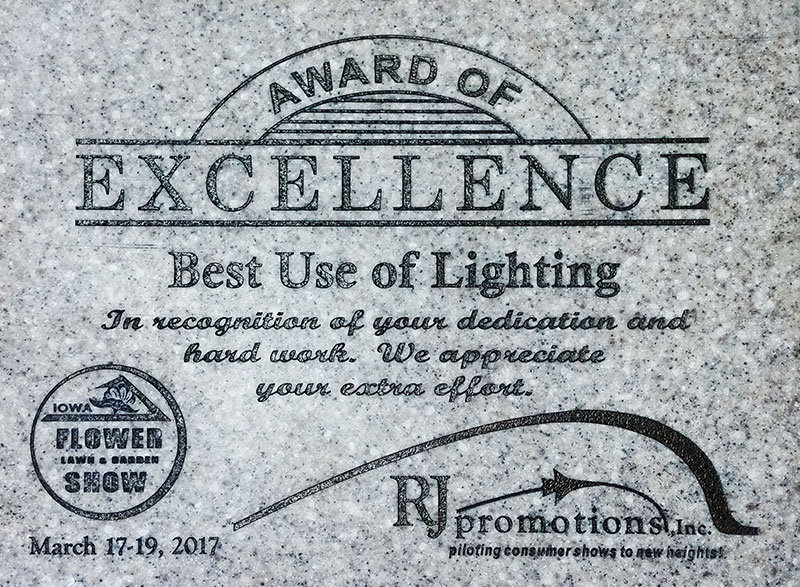 AWARD OF
EXCELLENCE
Best Use of Lighting
In recognition of your dedication and
hard work. We appreciate
your extra effort.
IOWA
FLOWER
LAWN & GARDEN
SHOW
March 17-19, 2017
RJ promotions, Inc.
piloting consumer shows to new heights!